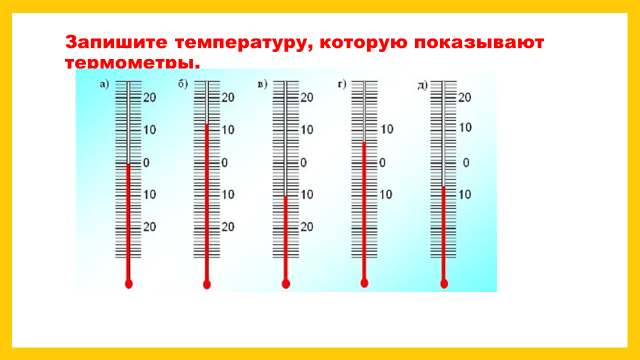 Запишите температуру, которую показывают
термометры.
а) б) в) г) д)
20 20 20 20
10 10 10 10 10
0 0 0 0 0
10 10 10 10 10
20 20 20